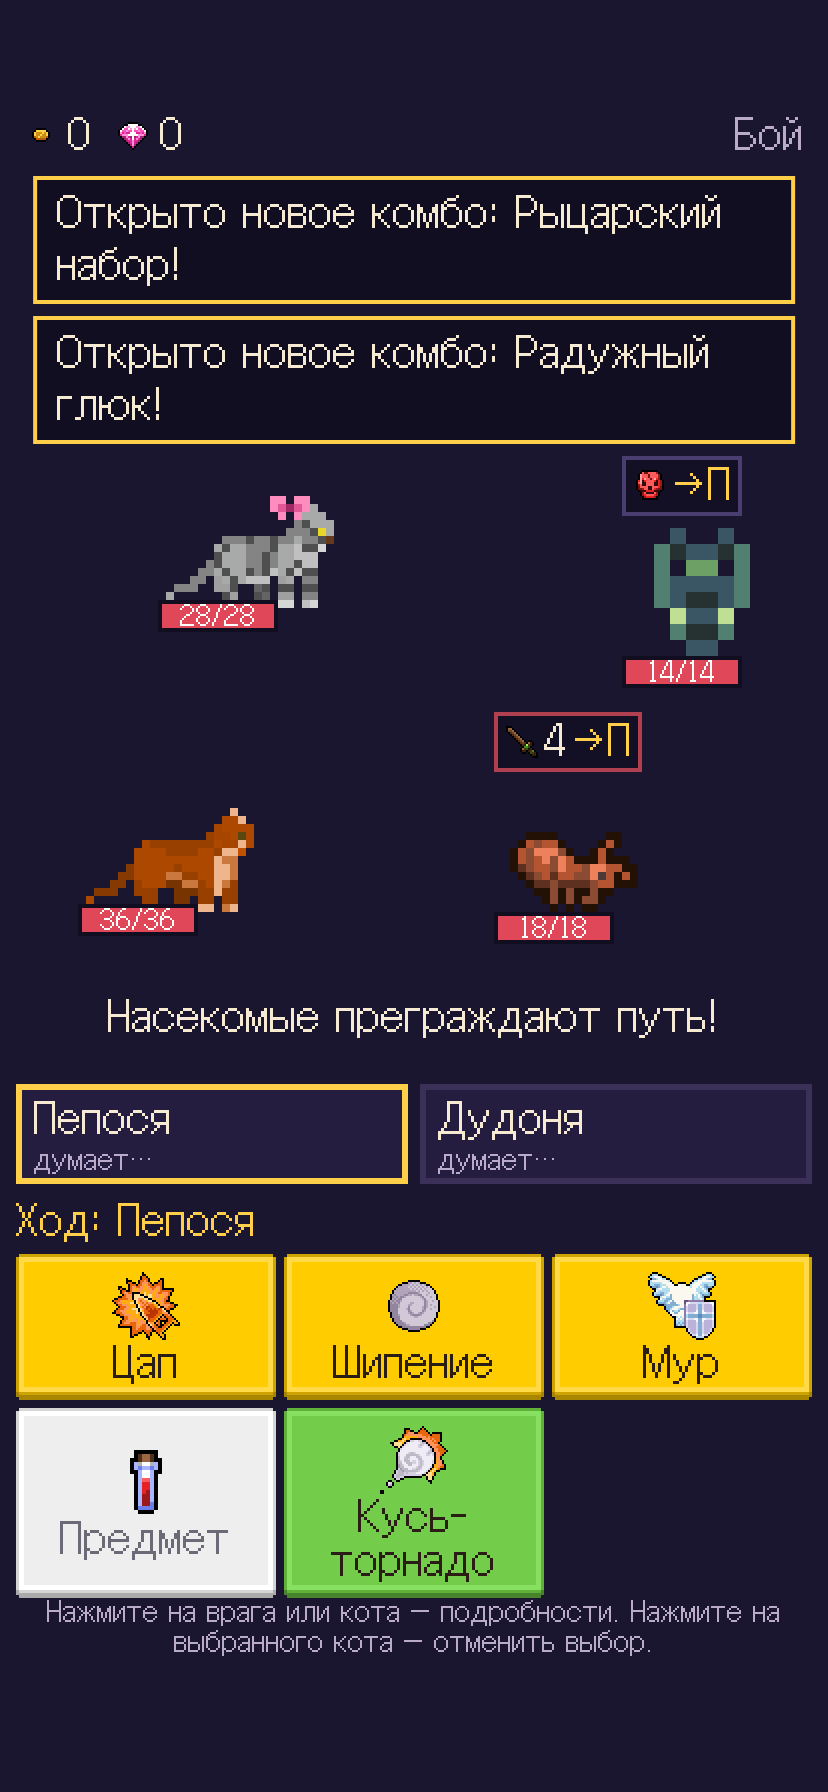 0 0 Бой
Открыто новое комбо: Рыцарский
набор!
Открыто новое комбо: Радужный
глюк!
→П
28/28
14/14
4→П
36/36
18/18
Насекомые преграждают путь!
Пепося
думает...
Дудоня
думает...
Ход: Пепося
Цап
Шипение
Мур
Предмет
Кусь-
торнадо
Нажмите на врага или кота — подробности. Нажмите на
выбранного кота — отменить выбор.